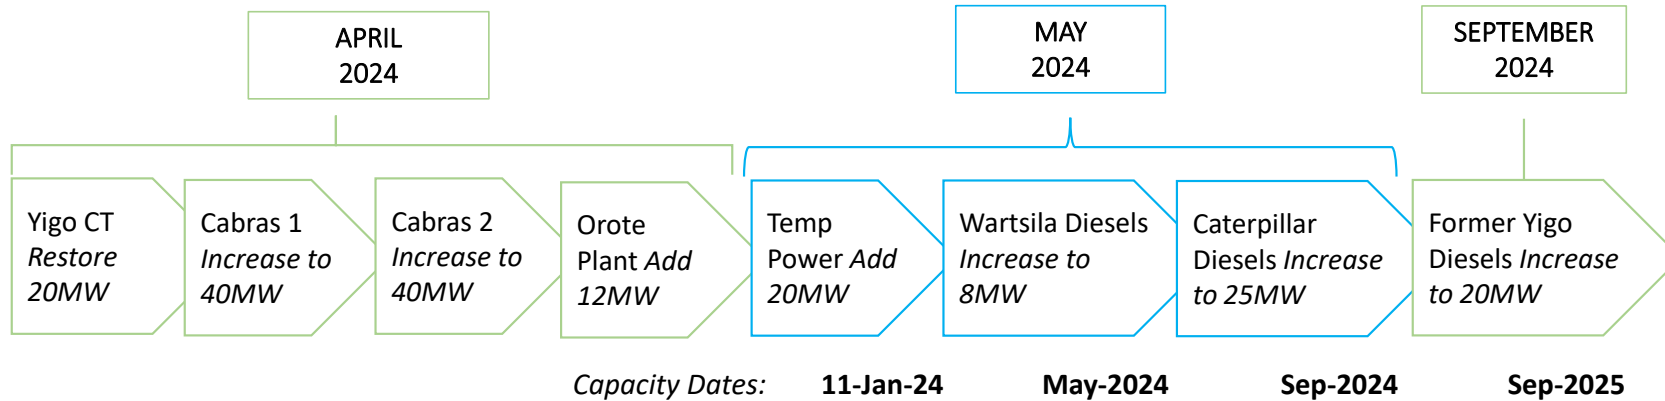 APRIL
2024
MAY
2024
SEPTEMBER
2024
Yigo CT
Restore
20MW
Cabras 1
Increase to
40MW
Cabras 2
Increase to
40MW
Orote
Plant Add
12MW
Temp
Power Add
20MW
Wartsila Diesels
Increase to
8MW
Caterpillar
Diesels Increase
to 25MW
Former Yigo
Diesels Increase
to 20MW
Capacity Dates: 11-Jan-24 May-2024 Sep-2024 Sep-2025